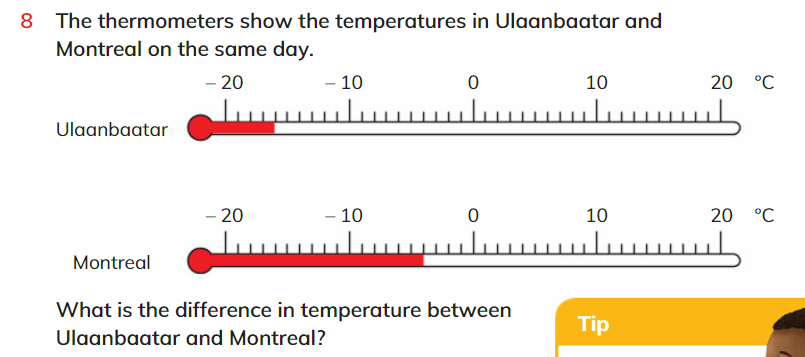 8 The thermometers show the temperatures in Ulaanbaatar and
Montreal on the same day.
– 20 – 10 0 10 20 °C
Ulaanbaatar
– 20 – 10 0 10 20 °C
Montreal
What is the difference in temperature between
Ulaanbaatar and Montreal?
Tip